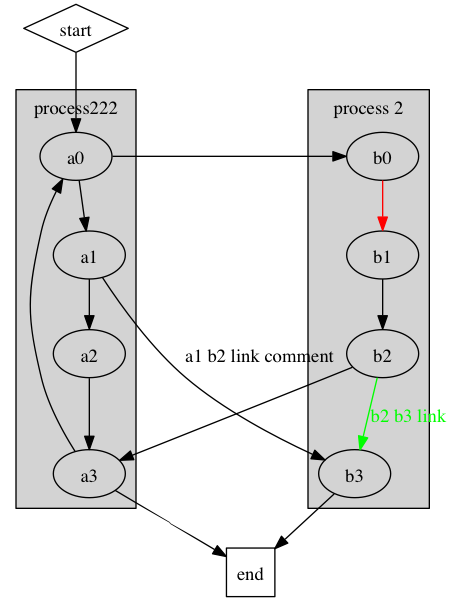 start
process222
process 2
a0
b0
a1
b1
a2
a1 b2 link comment
b2
b2 b3 link
a3
b3
end